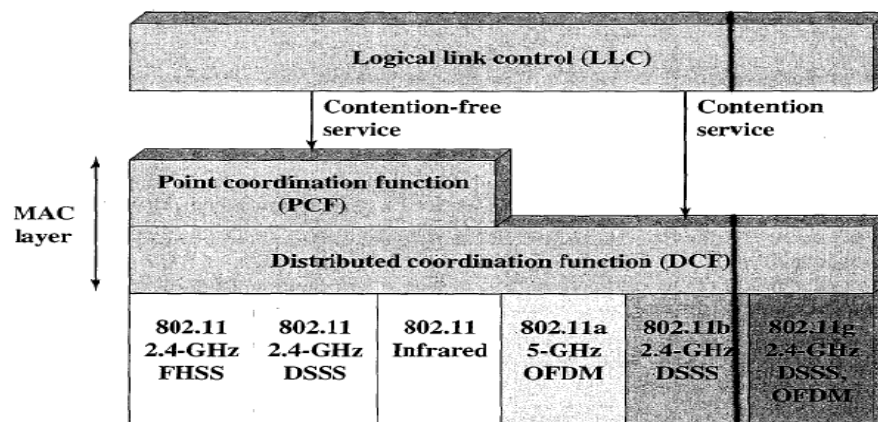 Logical link control (LLC)
Contention-free
service
Contention
service
MAC
layer
Point coordination function
(PCF)
Distributed coordination function (DCF)
802.11
2.4-GHz
FHSS
802.11
2.4-GHz
DSSS
802.11
Infrared
802.11a
5-GHz
OFDM
802.11b
2.4-GHz
DSSS
802.11g
2.4-GHz
DSSS,
OFDM